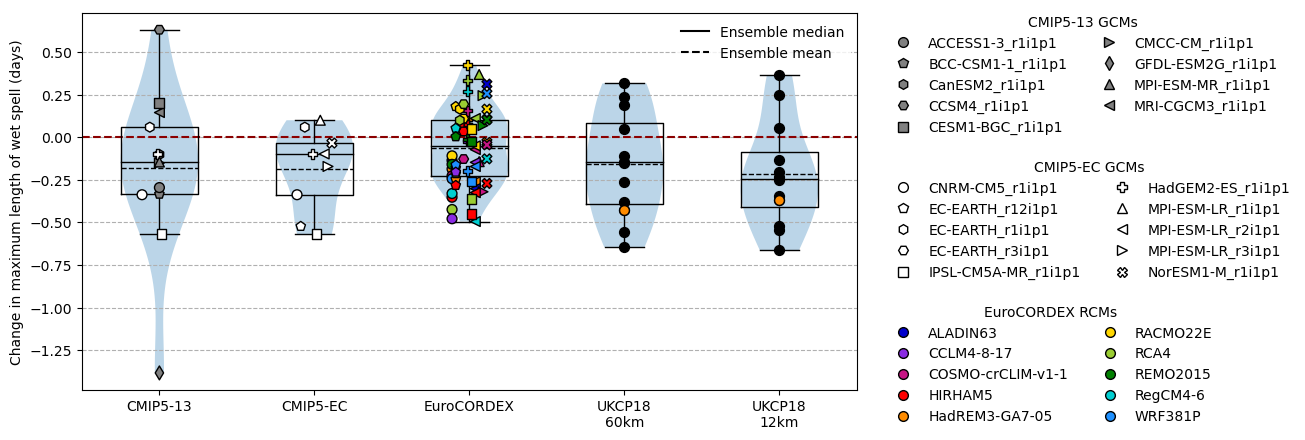 Change in maximum length of wet spell (days)
0.50
0.25
0.00
−0.25
−0.50
−0.75
−1.00
−1.25
Ensemble median
Ensemble mean
CMIP5-13
CMIP5-EC
EuroCORDEX
UKCP18
60km
UKCP18
12km
CMIP5-13 GCMs
ACCESS1-3_r1i1p1
BCC-CSM1-1_r1i1p1
CanESM2_r1i1p1
CCSM4_r1i1p1
CESM1-BGC_r1i1p1
CMCC-CM_r1i1p1
GFDL-ESM2G_r1i1p1
MPI-ESM-MR_r1i1p1
MRI-CGCM3_r1i1p1
CMIP5-EC GCMs
CNRM-CM5_r1i1p1
EC-EARTH_r12i1p1
EC-EARTH_r1i1p1
EC-EARTH_r3i1p1
IPSL-CM5A-MR_r1i1p1
HadGEM2-ES_r1i1p1
MPI-ESM-LR_r1i1p1
MPI-ESM-LR_r2i1p1
MPI-ESM-LR_r3i1p1
NorESM1-M_r1i1p1
EuroCORDEX RCMs
ALADIN63
CCLM4-8-17
COSMO-crCLIM-v1-1
HIRHAM5
HadREM3-GA7-05
RACMO22E
RCA4
REMO2015
RegCM4-6
WRF381P